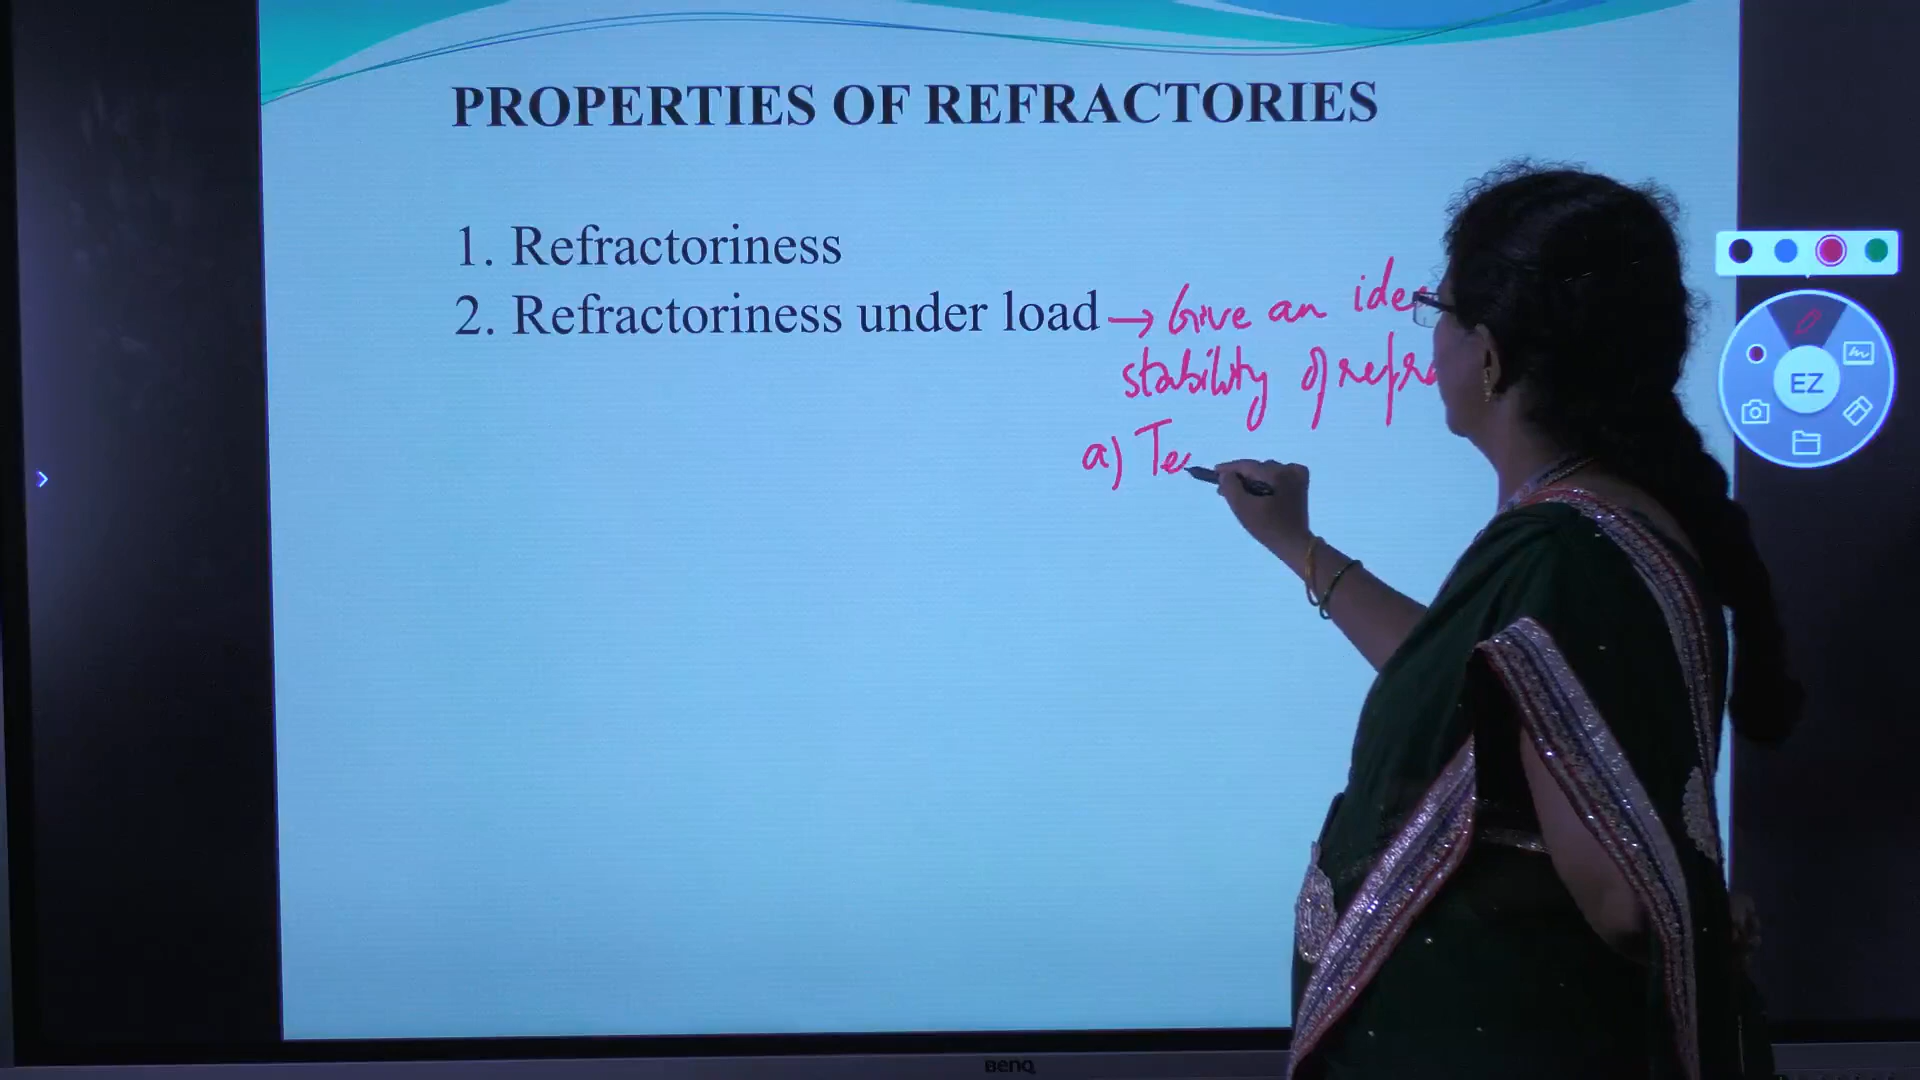 PROPERTIES OF REFRACTORIES
1. Refractoriness
2. Refractoriness under load → Give an ide
stability of refra
a) Te
EZ
BenQ